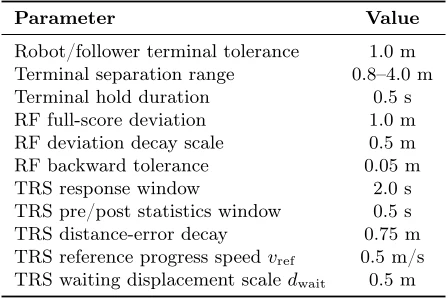 Parameter Value
Robot/follower terminal tolerance 1.0 m
Terminal separation range 0.8–4.0 m
Terminal hold duration 0.5 s
RF full-score deviation 1.0 m
RF deviation decay scale 0.5 m
RF backward tolerance 0.05 m
TRS response window 2.0 s
TRS pre/post statistics window 0.5 s
TRS distance-error decay 0.75 m
TRS reference progress speed v_ref 0.5 m/s
TRS waiting displacement scale d_wait 0.5 m